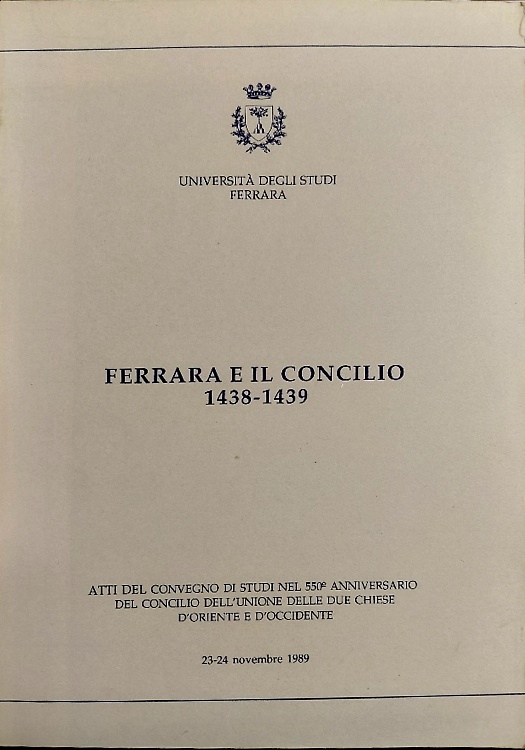 UNIVERSITÀ DEGLI STUDI
FERRARA
FERRARA E IL CONCILIO
1438-1439
ATTI DEL CONVEGNO DI STUDI NEL 550º ANNIVERSARIO
DEL CONCILIO DELL'UNIONE DELLE DUE CHIESE
D'ORIENTE E D'OCCIDENTE
23-24 novembre 1989